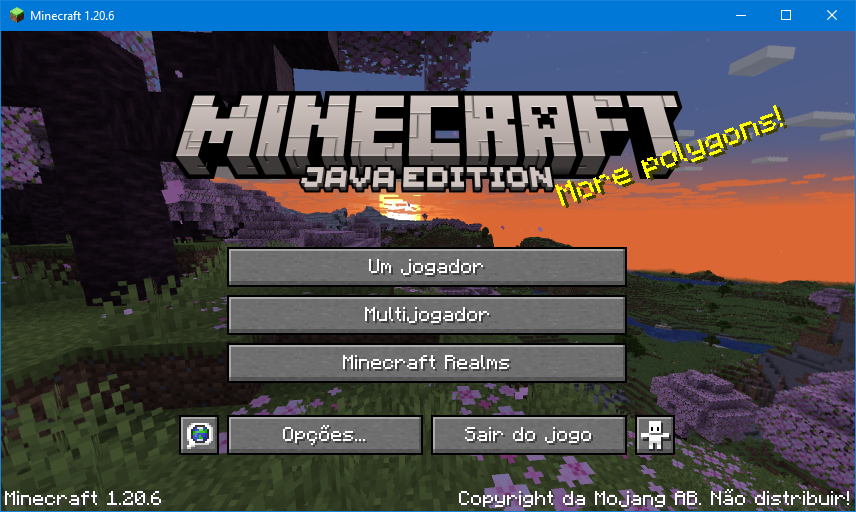 Minecraft 1.20.6
MINECRAFT
JAVA EDITION
More polygons!
Um jogador
Multijogador
Minecraft Realms
Opções...
Sair do jogo
Minecraft 1.20.6
Copyright da Mojang AB. Não distribuir!